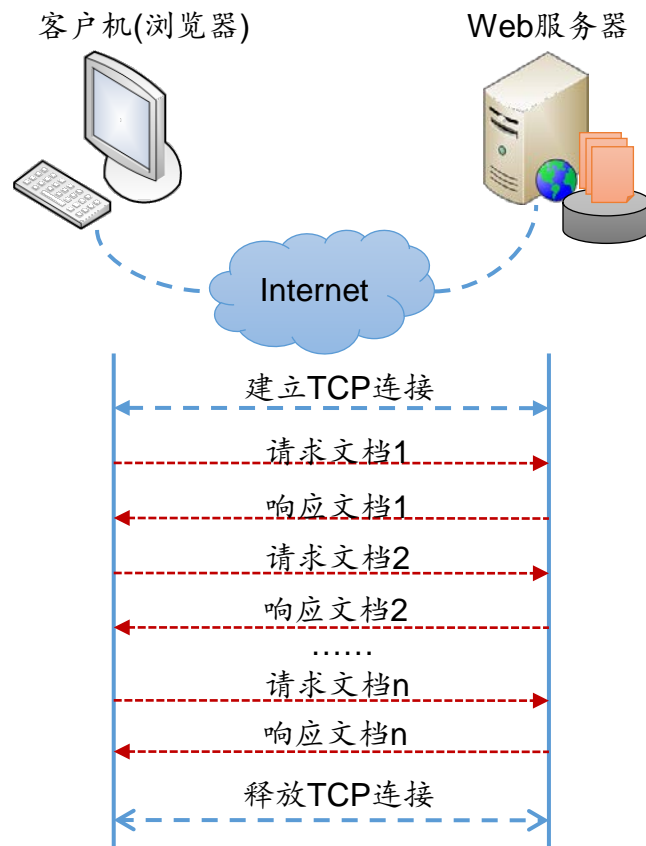 客户机(浏览器)
Web服务器
Internet
建立TCP连接
请求文档1
响应文档1
请求文档2
响应文档2
……
请求文档n
响应文档n
释放TCP连接